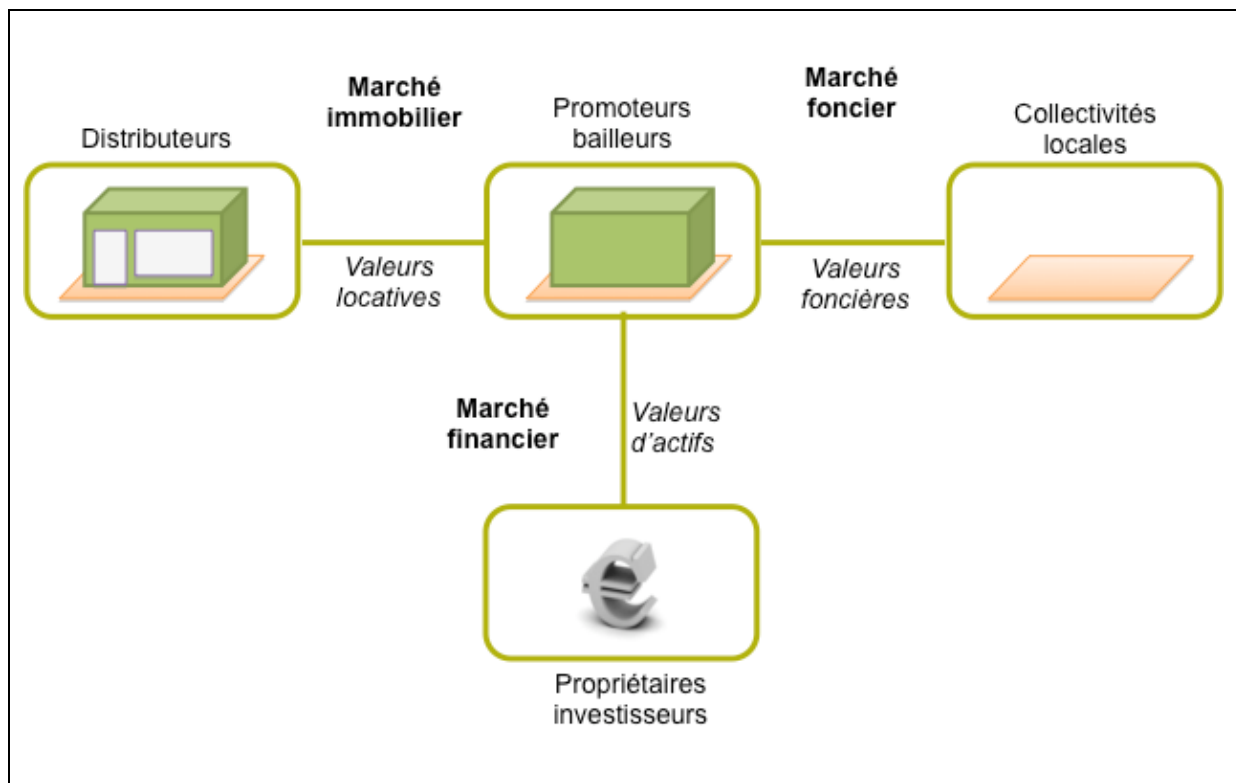 Marché
immobilier
Marché
foncier
Distributeurs
Promoteurs
bailleurs
Collectivités
locales
Valeurs
locatives
Valeurs
foncières
Marché
financier
Valeurs
d'actifs
€
Propriétaires
investisseurs